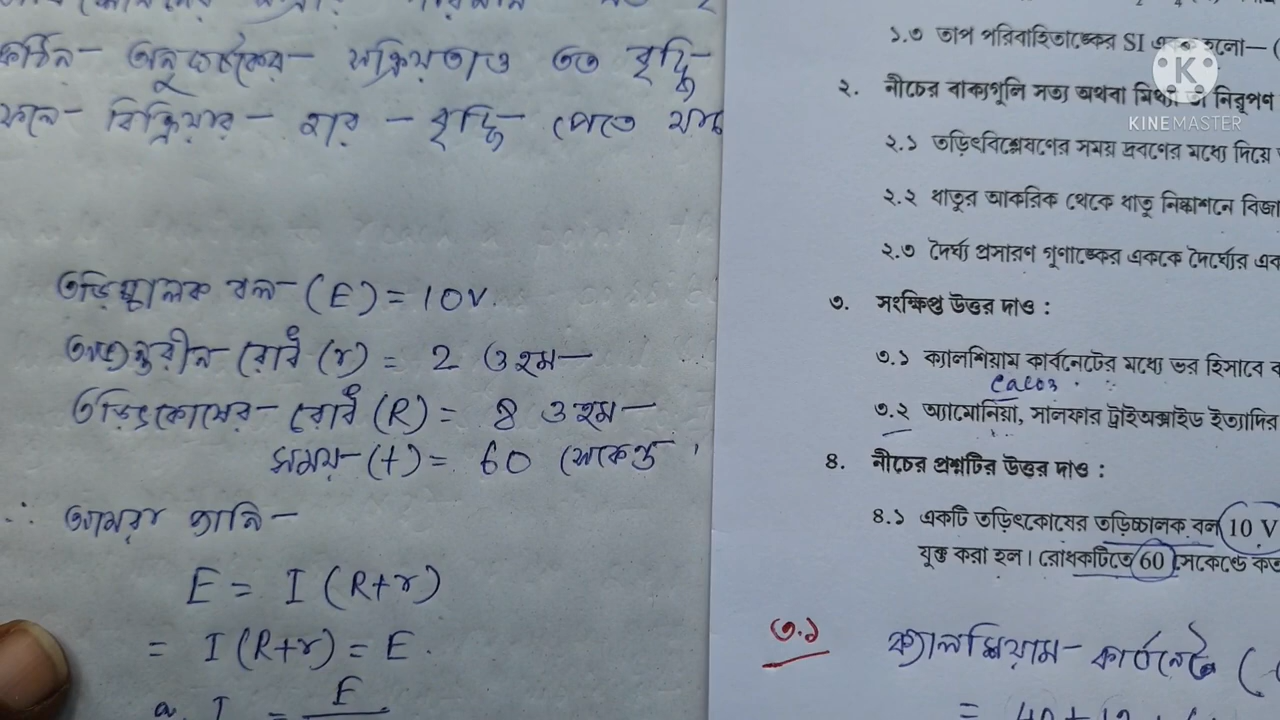 কঠিন- অনুঘটকের- সক্রিয়তাও তত বৃদ্ধি
ফলে- বিক্রিয়ার- হার - বৃদ্ধি- পেতে
তড়িচ্চালক বল- (E) = 10V.
অভ্যন্তরীন- রোধ (r) = 2 ওহম-
তড়িৎকোষের- রোধ (R) = 8 ওহম-
সময়- (t) = 60 সেকেন্ড
∴ আমরা জানি-
E = I (R+r)
= I (R+r) = E.
I = E
১.৩ তাপ পরিবাহিতাঙ্কের SI
২. নীচের বাক্যগুলি সত্য অথবা মিথ্যা তা নিরূপণ
KINEMASTER
২.১ তড়িৎবিশ্লেষণের সময় দ্রবণের মধ্যে দিয়ে
২.২ ধাতুর আকরিক থেকে ধাতু নিষ্কাশনে
২.৩ দৈর্ঘ্য প্রসারণ গুণাঙ্কের এককে দৈর্ঘ্যের
৩. সংক্ষিপ্ত উত্তর দাও :
৩.১ ক্যালশিয়াম কার্বনেটের মধ্যে ভর হিসাবে
CaCO3
৩.২ অ্যামোনিয়া, সালফার ট্রাইঅক্সাইড ইত্যাদির
৪. নীচের প্রশ্নটির উত্তর দাও :
৪.১ একটি তড়িৎকোষের তড়িচ্চালক বল 10 V
যুক্ত করা হল। রোধকটিতে 60 সেকেন্ডে কত
৩.১ ক্যালশিয়াম- কার্বনেট (
= 40 + 12